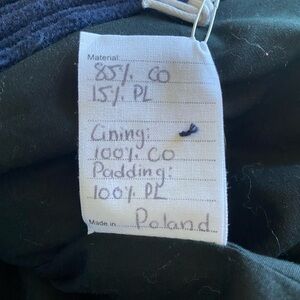 Material
85% CO
15% PL
Lining:
100% CO
Padding:
100% PL
Made in Poland